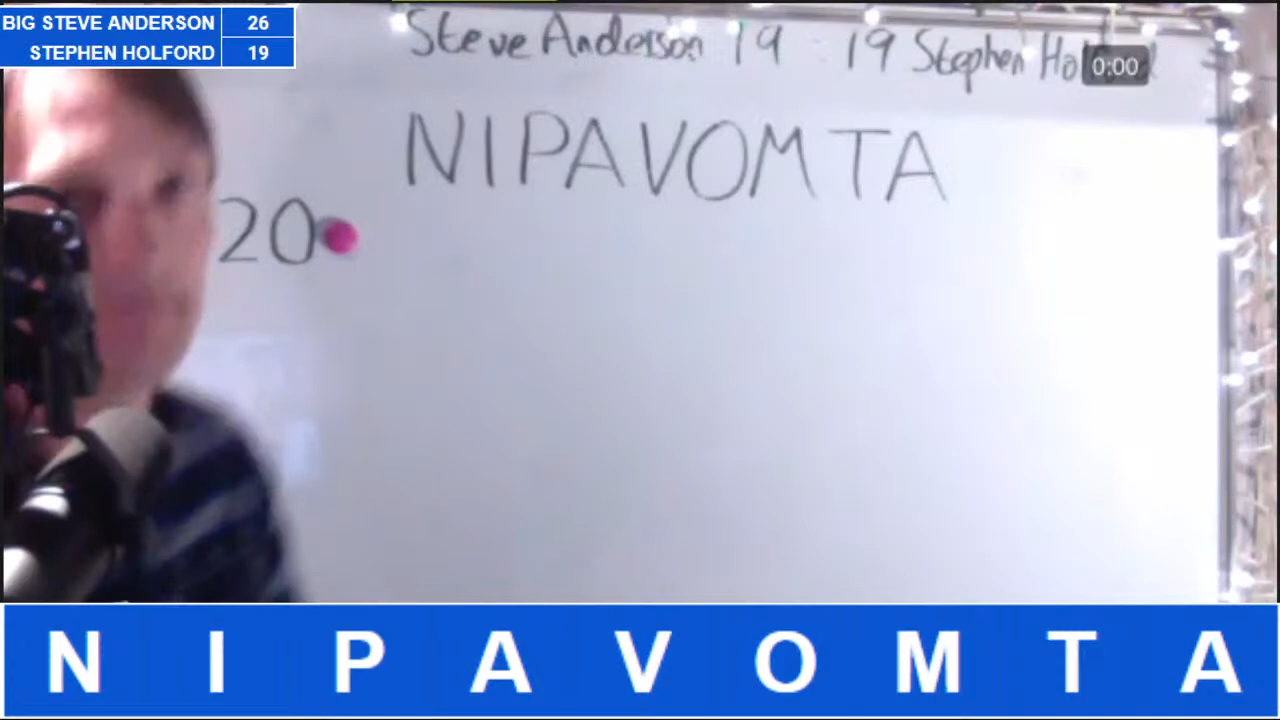 BIG STEVE ANDERSON 26
STEPHEN HOLFORD 19
Steve Anderson 19 19 Stephen
0:00
NIPAVOMTA
20
N I P A V O M T A